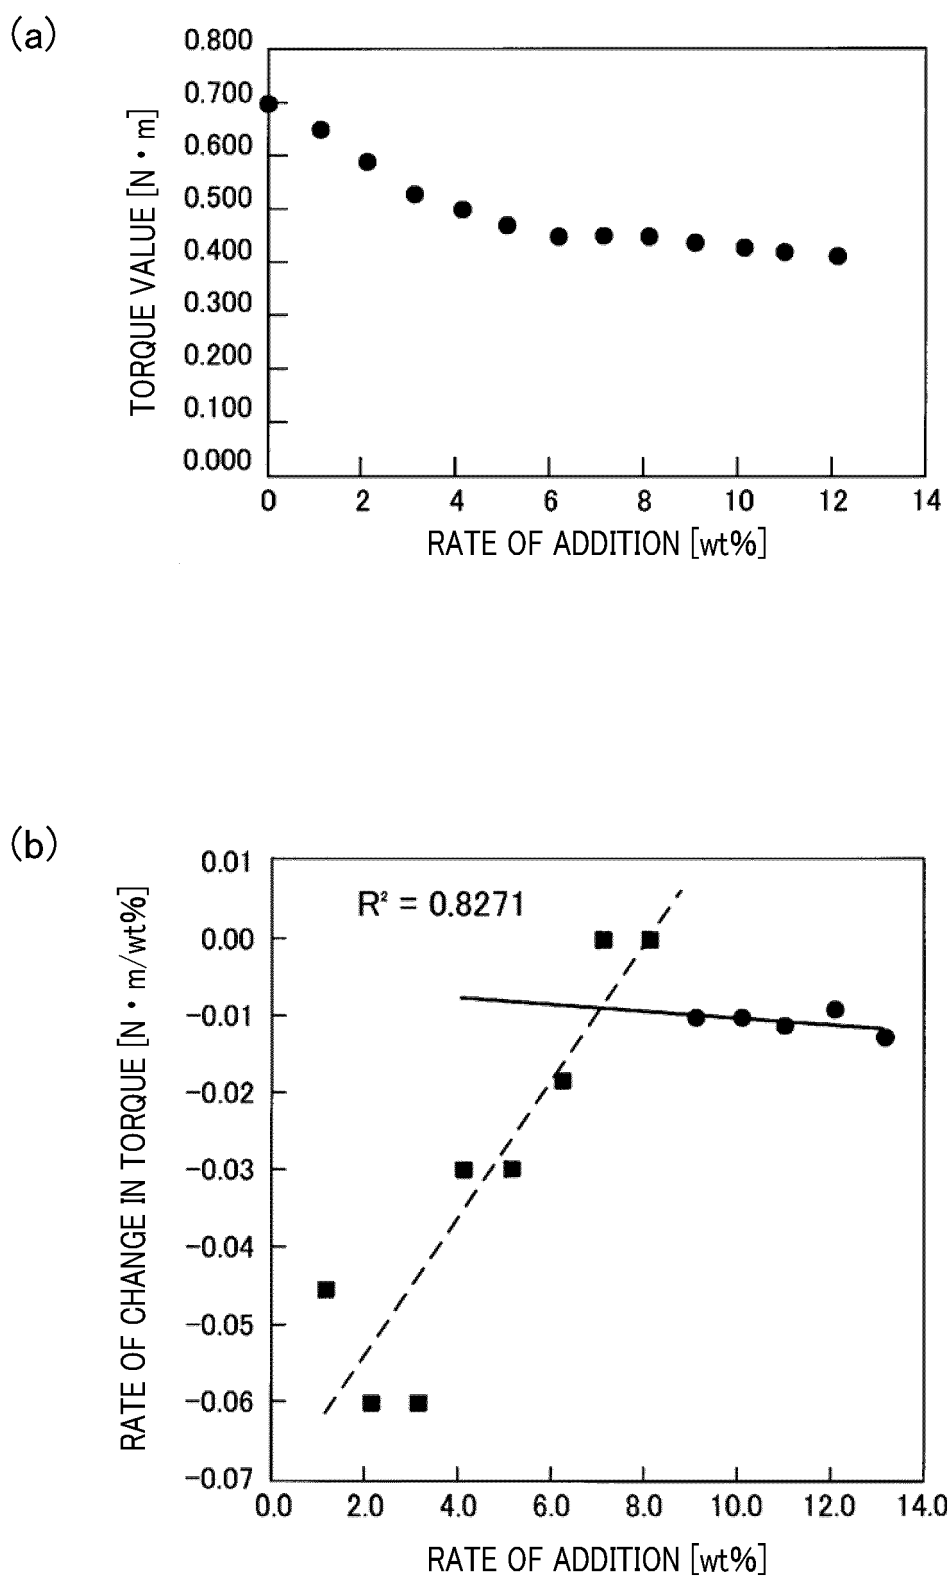 (a)
TORQUE VALUE [N・m]
0.800
0.700
0.600
0.500
0.400
0.300
0.200
0.100
0.000
0 2 4 6 8 10 12 14
RATE OF ADDITION [wt%]
(b)
RATE OF CHANGE IN TORQUE [N・m/wt%]
R² = 0.8271
0.01
0.00
-0.01
-0.02
-0.03
-0.04
-0.05
-0.06
-0.07
0.0 2.0 4.0 6.0 8.0 10.0 12.0 14.0
RATE OF ADDITION [wt%]